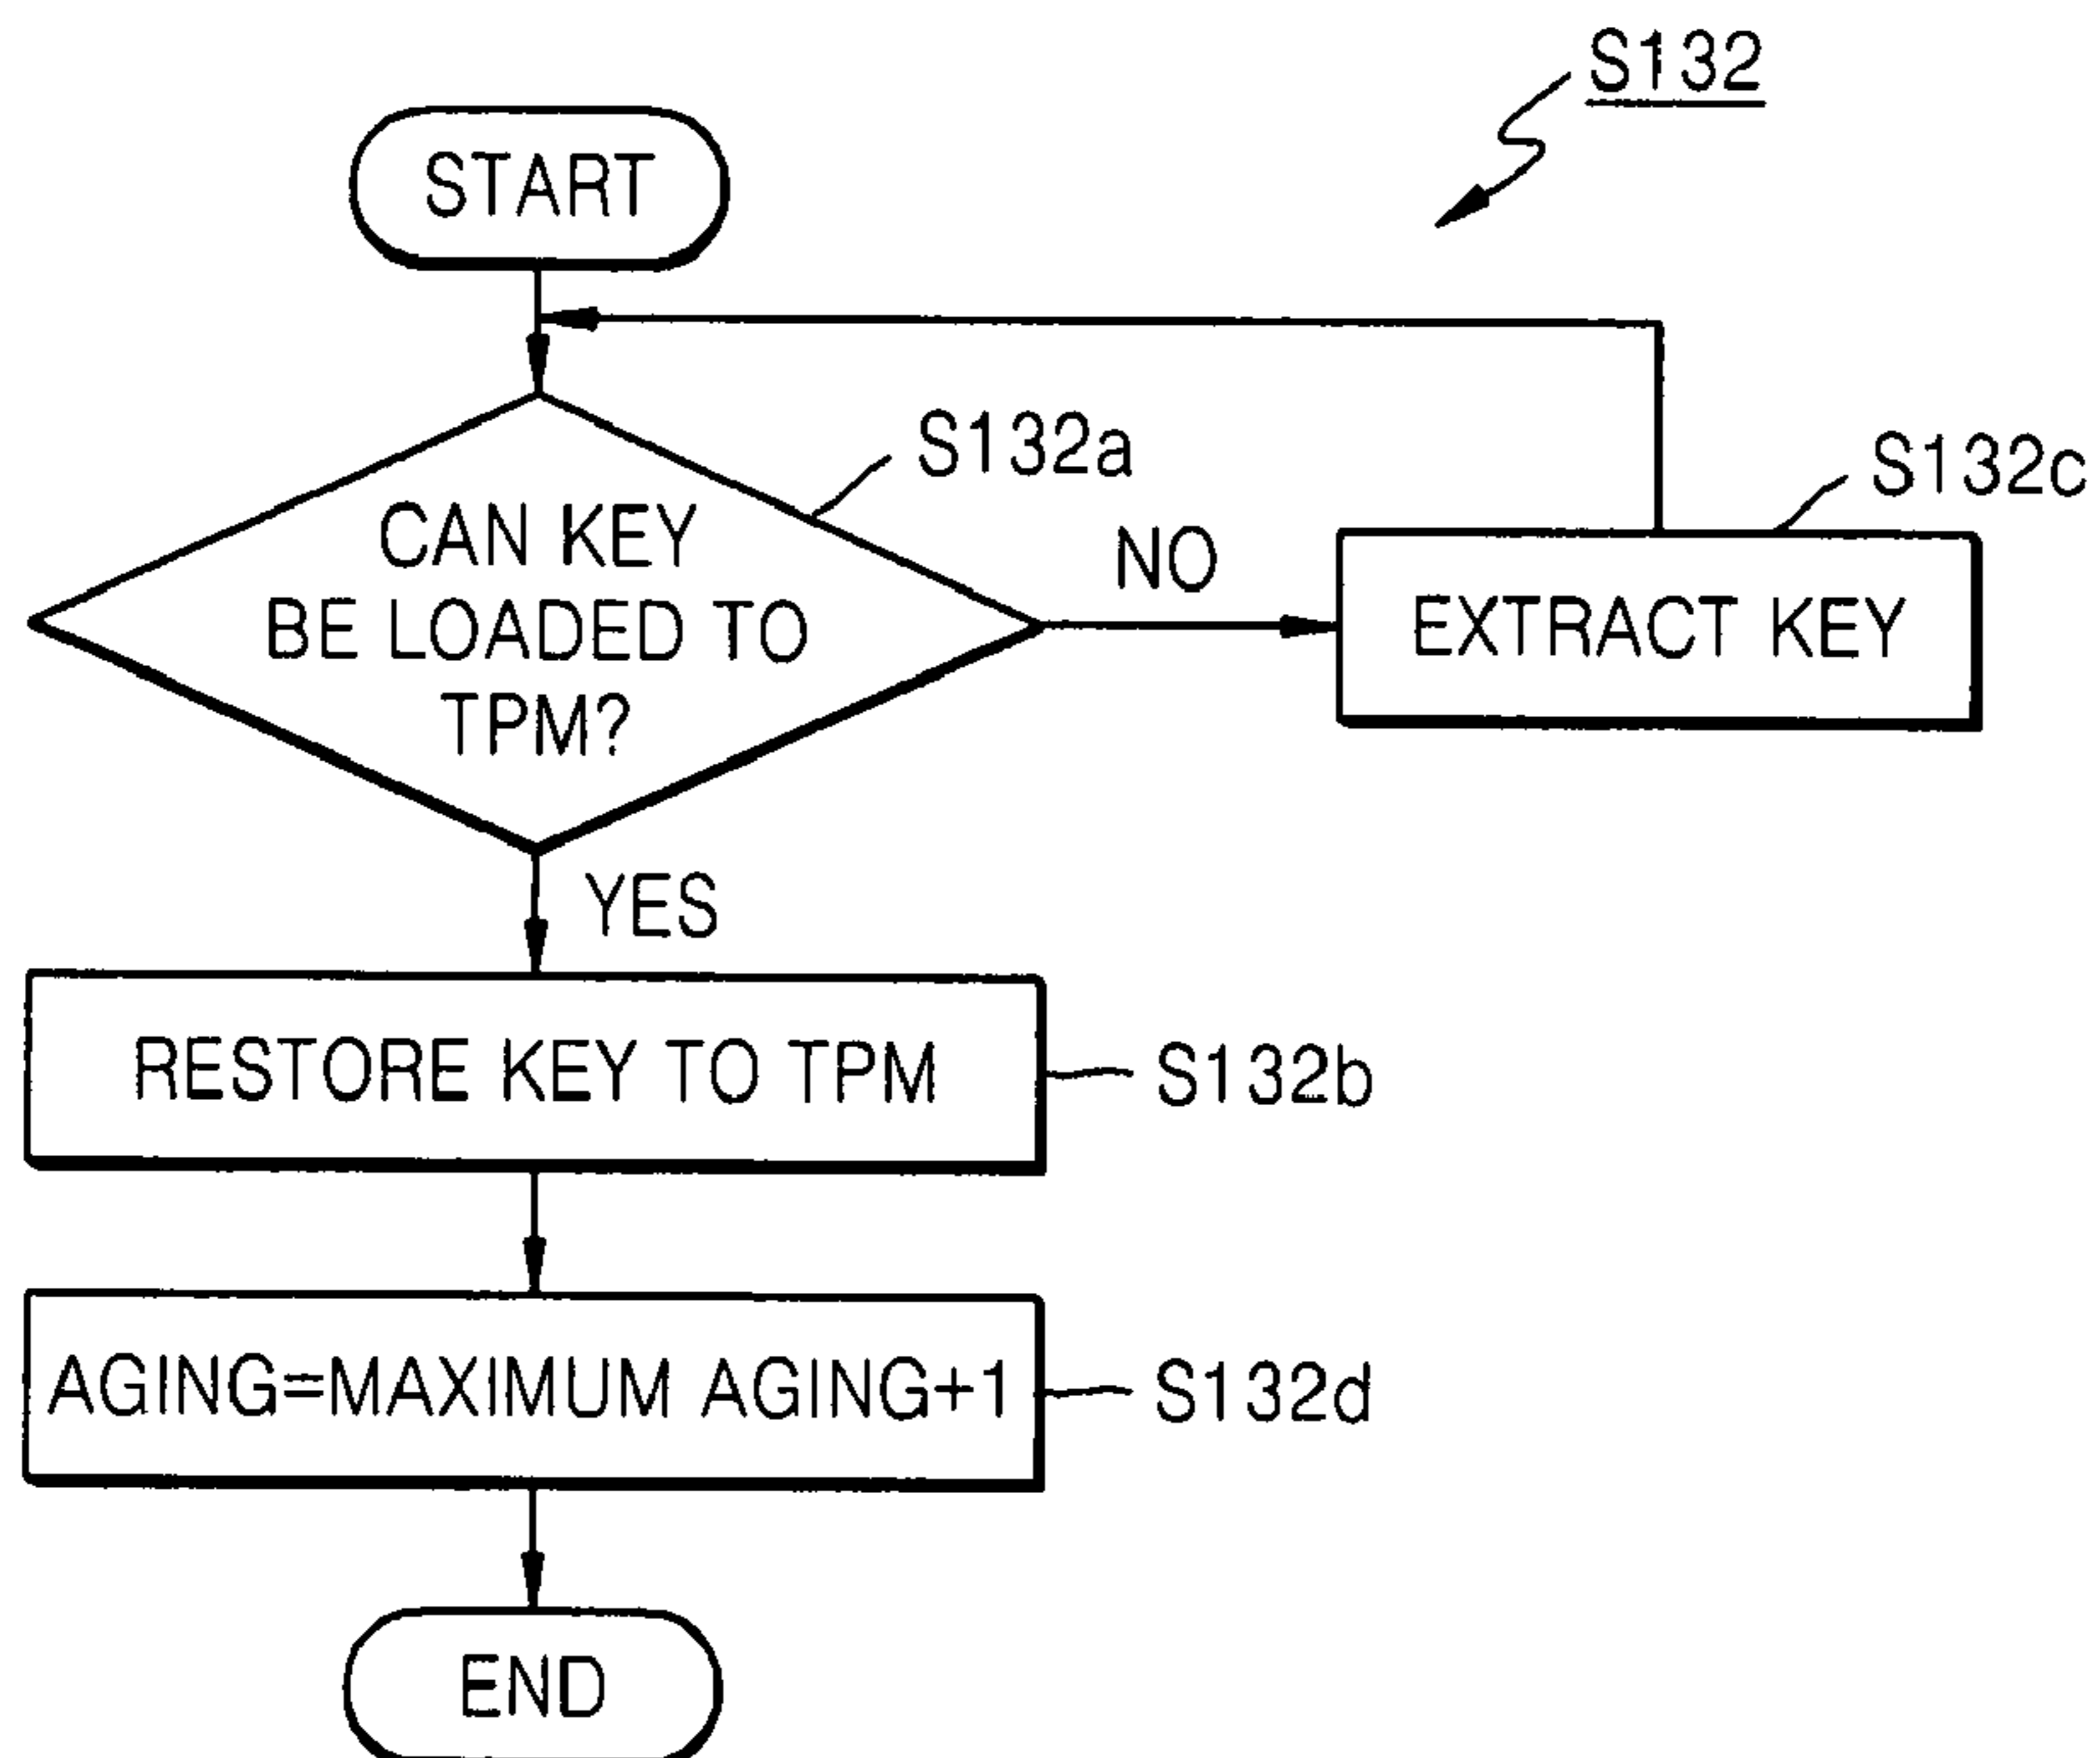 S132
START
S132a
S132c
CAN KEY
BE LOADED TO
TPM?
NO
EXTRACT KEY
YES
RESTORE KEY TO TPM
S132b
AGING=MAXIMUM AGING+1
S132d
END